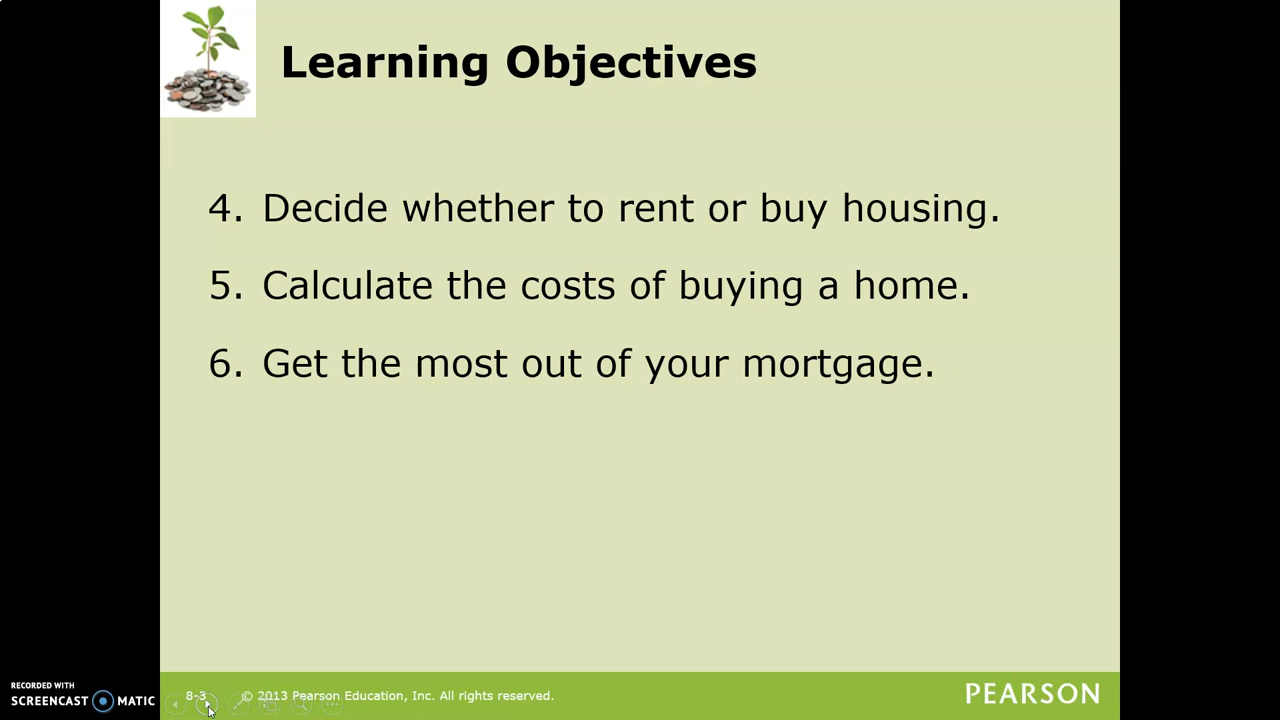 Learning Objectives
4. Decide whether to rent or buy housing.
5. Calculate the costs of buying a home.
6. Get the most out of your mortgage.
RECORDED WITH
SCREENCAST MATIC
8-3 © 2013 Pearson Education, Inc. All rights reserved.
PEARSON